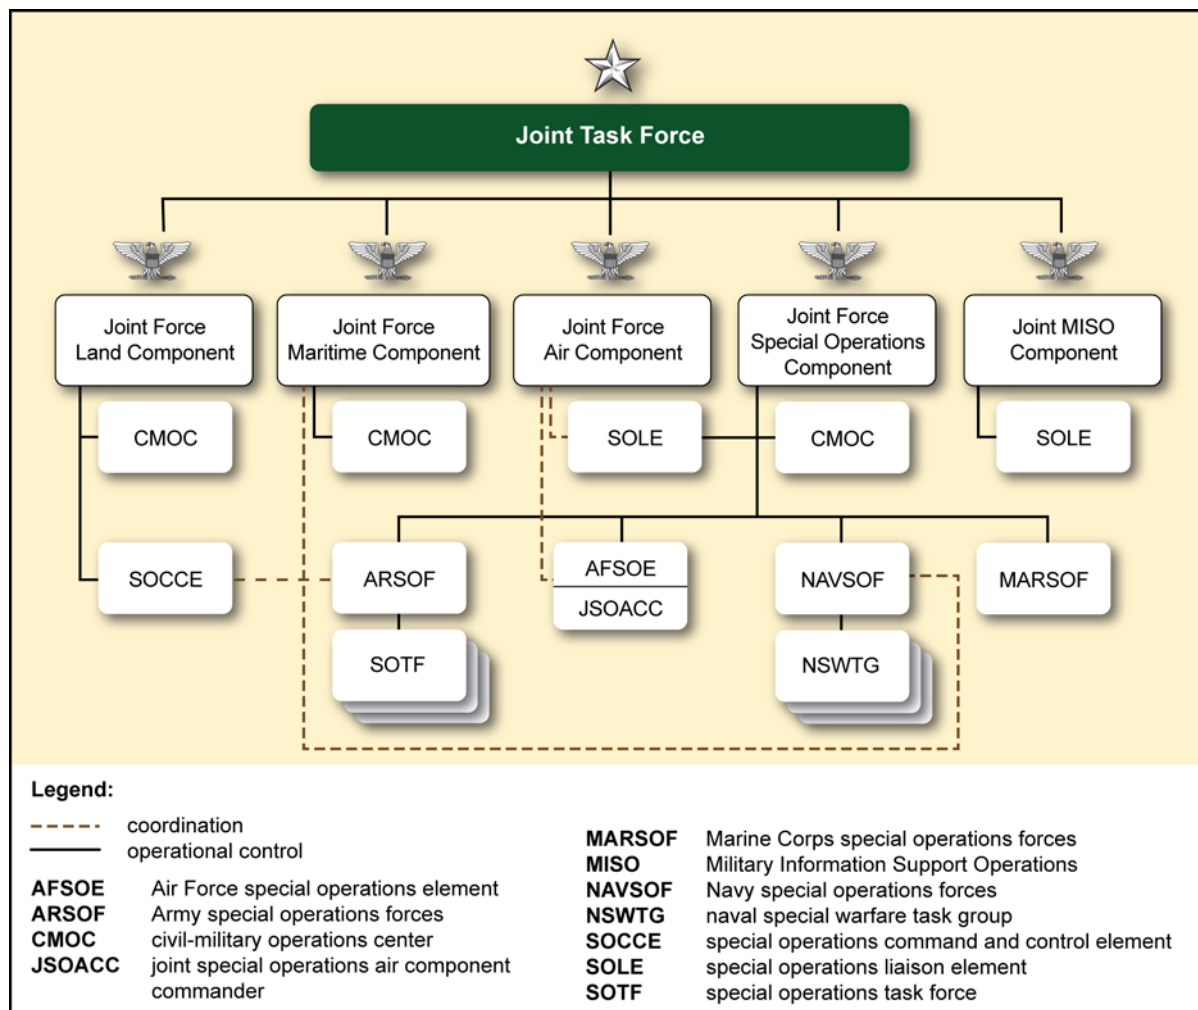 Joint Task Force
Joint Force
Land Component
Joint Force
Maritime Component
Joint Force
Air Component
Joint Force
Special Operations
Component
Joint MISO
Component
CMOC
CMOC
SOLE
CMOC
SOLE
SOCCE
ARSOF
AFSOE
JSOACC
NAVSOF
MARSOF
SOTF
NSWTG
Legend:
coordination
operational control
AFSOE Air Force special operations element
ARSOF Army special operations forces
CMOC civil-military operations center
JSOACC joint special operations air component
commander
MARSOF Marine Corps special operations forces
MISO Military Information Support Operations
NAVSOF Navy special operations forces
NSWTG naval special warfare task group
SOCCE special operations command and control element
SOLE special operations liaison element
SOTF special operations task force